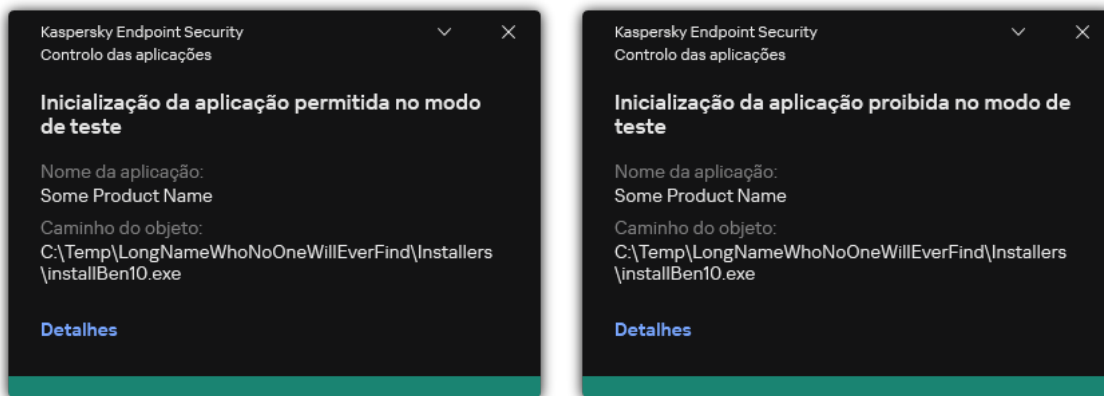 Kaspersky Endpoint Security
Controlo das aplicações
Inicialização da aplicação permitida no modo
de teste
Nome da aplicação:
Some Product Name
Caminho do objeto:
C:\Temp\LongNameWhoNoOneWillEverFind\Installers
\installBen10.exe
Detalhes
Kaspersky Endpoint Security
Controlo das aplicações
Inicialização da aplicação proibida no modo de
teste
Nome da aplicação:
Some Product Name
Caminho do objeto:
C:\Temp\LongNameWhoNoOneWillEverFind\Installers
\installBen10.exe
Detalhes